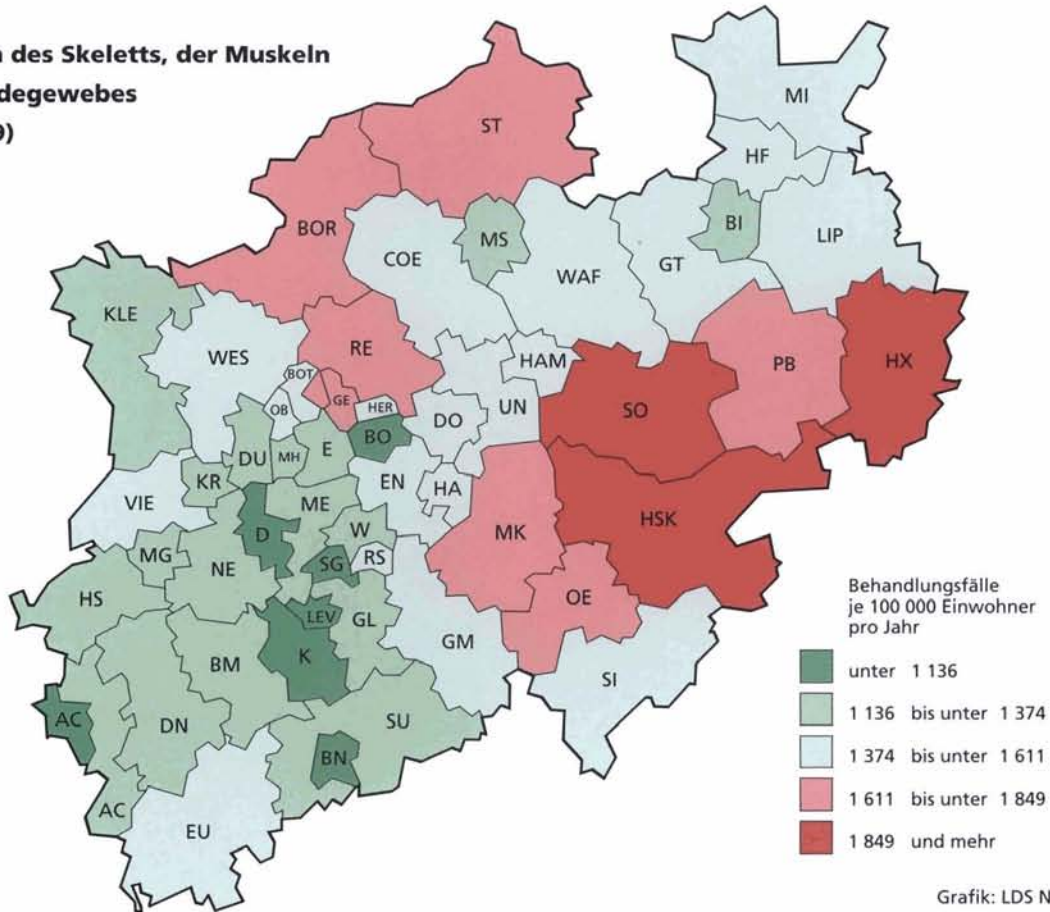 des Skeletts, der Muskeln
degewebes
9)
MI
ST
HF
BOR
MS
BI
LIP
COE
GT
WAF
KLE
WES
RE
HAM
PB
HX
BOT
GE
HER
OB
UN
SO
DO
BO
E
DU
MH
KR
EN
HA
VIE
ME
D
W
MK
HSK
MG
RS
SG
NE
HS
OE
LEV
GL
GM
K
BM
SI
AC
DN
SU
BN
AC
EU
Behandlungsfälle
je 100 000 Einwohner
pro Jahr
unter 1 136
1 136 bis unter 1 374
1 374 bis unter 1 611
1 611 bis unter 1 849
1 849 und mehr
Grafik: LDS N